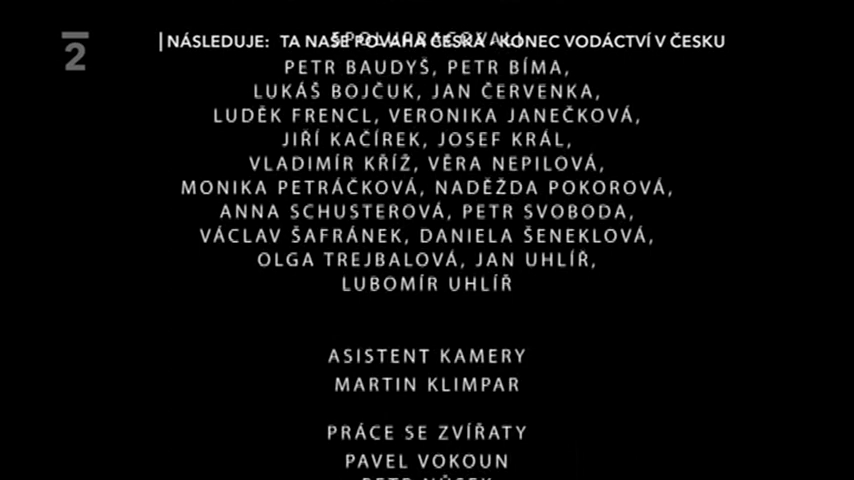 2
NÁSLEDUJE: TA NAŠE POVAHA ČESKÁ - KONEC VODÁCTVÍ V ČESKU
SPOLUPRACOVALI
PETR BAUDYŠ, PETR BÍMA,
LUKÁŠ BOJČUK, JAN ČERVENKA,
LUDĚK FRENCL, VERONIKA JANEČKOVÁ,
JIŘÍ KAČÍREK, JOSEF KRÁL,
VLADIMÍR KŘÍŽ, VĚRA NEPILOVÁ,
MONIKA PETRÁČKOVÁ, NADĚŽDA POKOROVÁ,
ANNA SCHUSTEROVÁ, PETR SVOBODA,
VÁCLAV ŠAFRÁNEK, DANIELA ŠENEKLOVÁ,
OLGA TREJBALOVÁ, JAN UHLÍŘ,
LUBOMÍR UHLÍŘ
ASISTENT KAMERY
MARTIN KLIMPAR
PRÁCE SE ZVÍŘATY
PAVEL VOKOUN